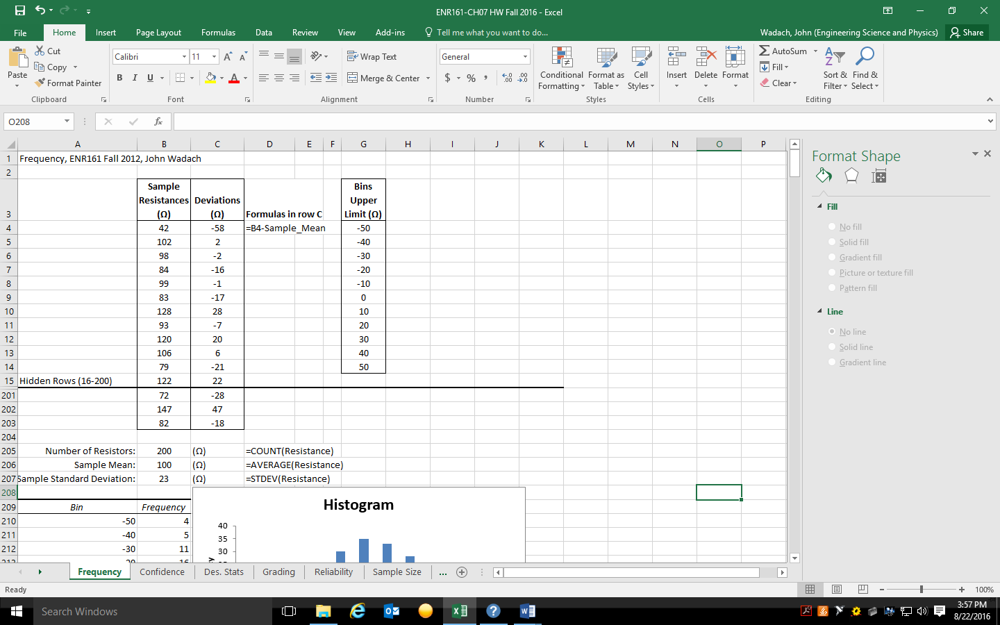 ENR161-CH07 HW Fall 2016 - Excel
File Home Insert Page Layout Formulas Data Review View Add-ins Tell me what you want to do... Wadach, John (Engineering Science and Physics) Share
Cut
Copy
Format Painter
Paste
Clipboard
Calibri 11 A A
B I U A
Font
Wrap Text
Merge & Center
Alignment
General
$ % , .0 .00 .00 .0
Number
Conditional Formatting
Format as Table
Cell Styles
Styles
Insert Delete Format
Cells
AutoSum
Fill
Clear
Sort & Filter
Find & Select
Editing
O208 fx
A B C D E F G H I J K L M N O P
1 Frequency, ENR161 Fall 2012, John Wadach
2
3 Sample Resistances (Ω) Deviations (Ω) Formulas in row C Bins Upper Limit (Ω)
4 42 -58 =B4-Sample_Mean -50
5 102 2 -40
6 98 -2 -30
7 84 -16 -20
8 99 -1 -10
9 83 -17 0
10 128 28 10
11 93 -7 20
12 120 20 30
13 106 6 40
14 79 -21 50
15 Hidden Rows (16-200) 122 22
201 72 -28
202 147 47
203 82 -18
204
205 Number of Resistors: 200 (Ω) =COUNT(Resistance)
206 Sample Mean: 100 (Ω) =AVERAGE(Resistance)
207 Sample Standard Deviation: 23 (Ω) =STDEV(Resistance)
208
209 Bin Frequency
210 -50 4
211 -40 5
212 -30 11
Histogram
40
35
30
Format Shape
Fill
No fill
Solid fill
Gradient fill
Picture or texture fill
Pattern fill
Line
No line
Solid line
Gradient line
Frequency Confidence Des. Stats Grading Reliability Sample Size ...
Ready 100%
Search Windows
3:57 PM
8/22/2016